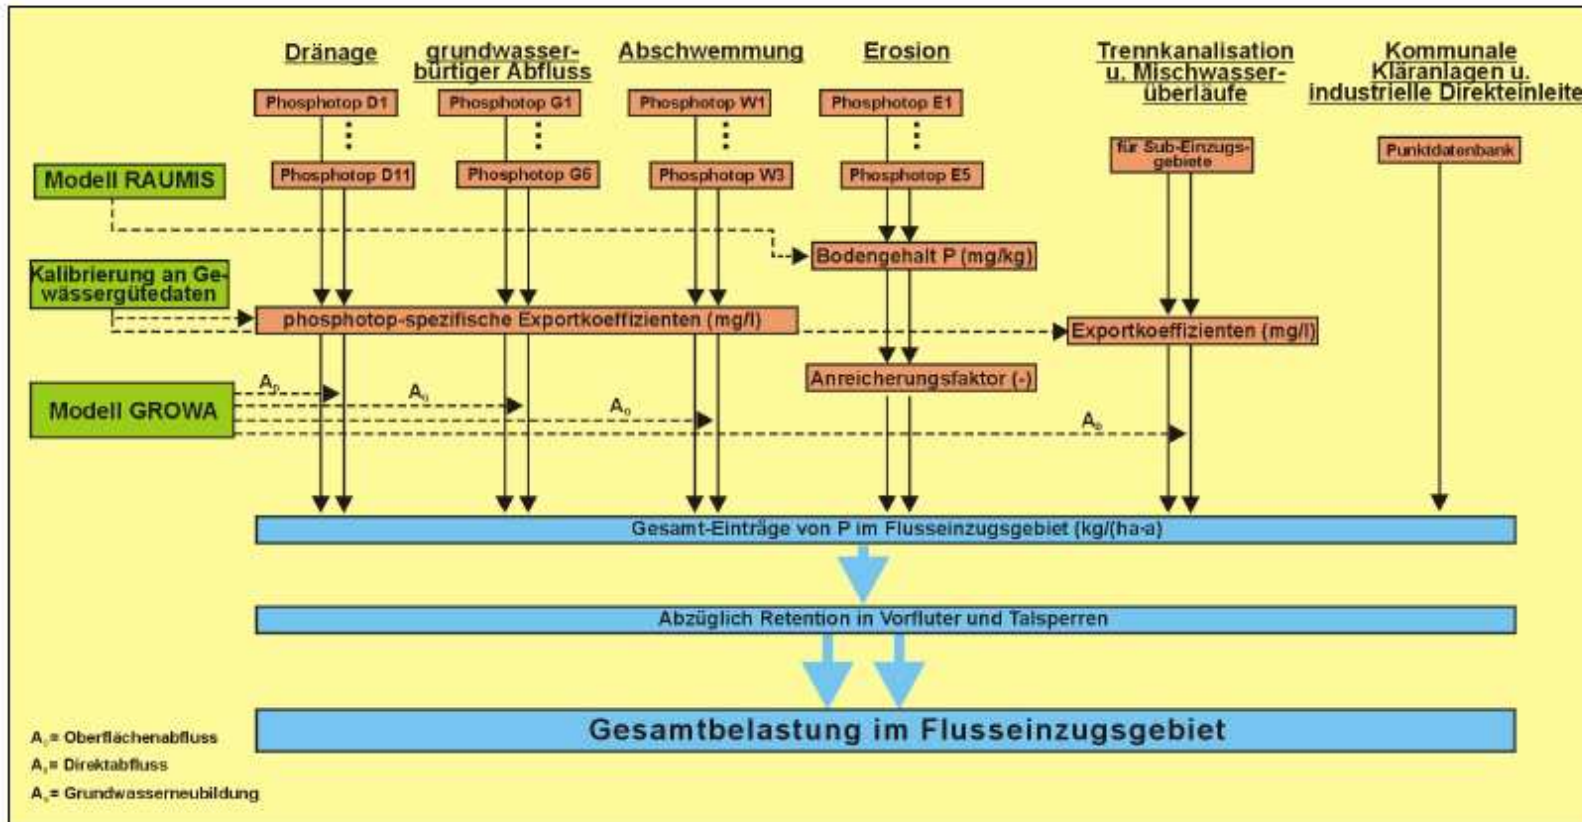 Dränage
grundwasser-
bürtiger Abfluss
Abschwemmung
Erosion
Trennkanalisation
u. Mischwasser-
überläufe
Kommunale
Kläranlagen u.
industrielle Direkteinleite
Phosphotop D1
Phosphotop G1
Phosphotop W1
Phosphotop E1
für Sub-Einzugs-
gebiete
Punktdatenbank
Phosphotop D11
Phosphotop G6
Phosphotop W3
Phosphotop E5
Modell RAUMIS
Bodengehalt P (mg/kg)
Kalibrierung an Ge-
wässergütedaten
phosphotop-spezifische Exportkoeffizienten (mg/l)
Exportkoeffizienten (mg/l)
Anreicherungsfaktor (-)
Modell GROWA
A
A
A
A
Gesamt-Einträge von P im Flusseinzugsgebiet (kg/(ha-a)
Abzüglich Retention in Vorfluter und Talsperren
Gesamtbelastung im Flusseinzugsgebiet
A = Oberflächenabfluss
A = Direktabfluss
A = Grundwasserneubildung